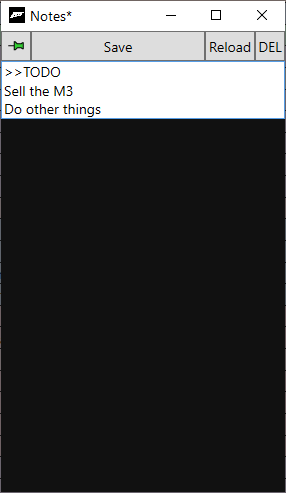 Notes*
Save Reload DEL
>>TODO
Sell the M3
Do other things